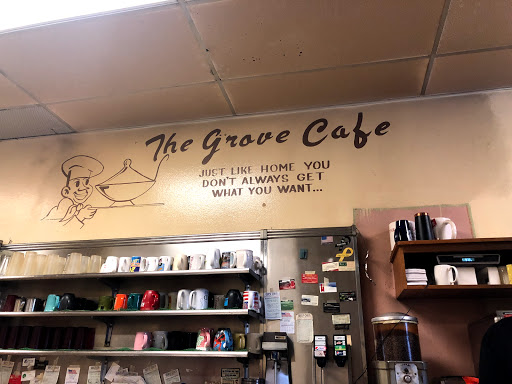 The Grove Cafe
JUST LIKE HOME YOU
DON'T ALWAYS GET
WHAT YOU WANT...